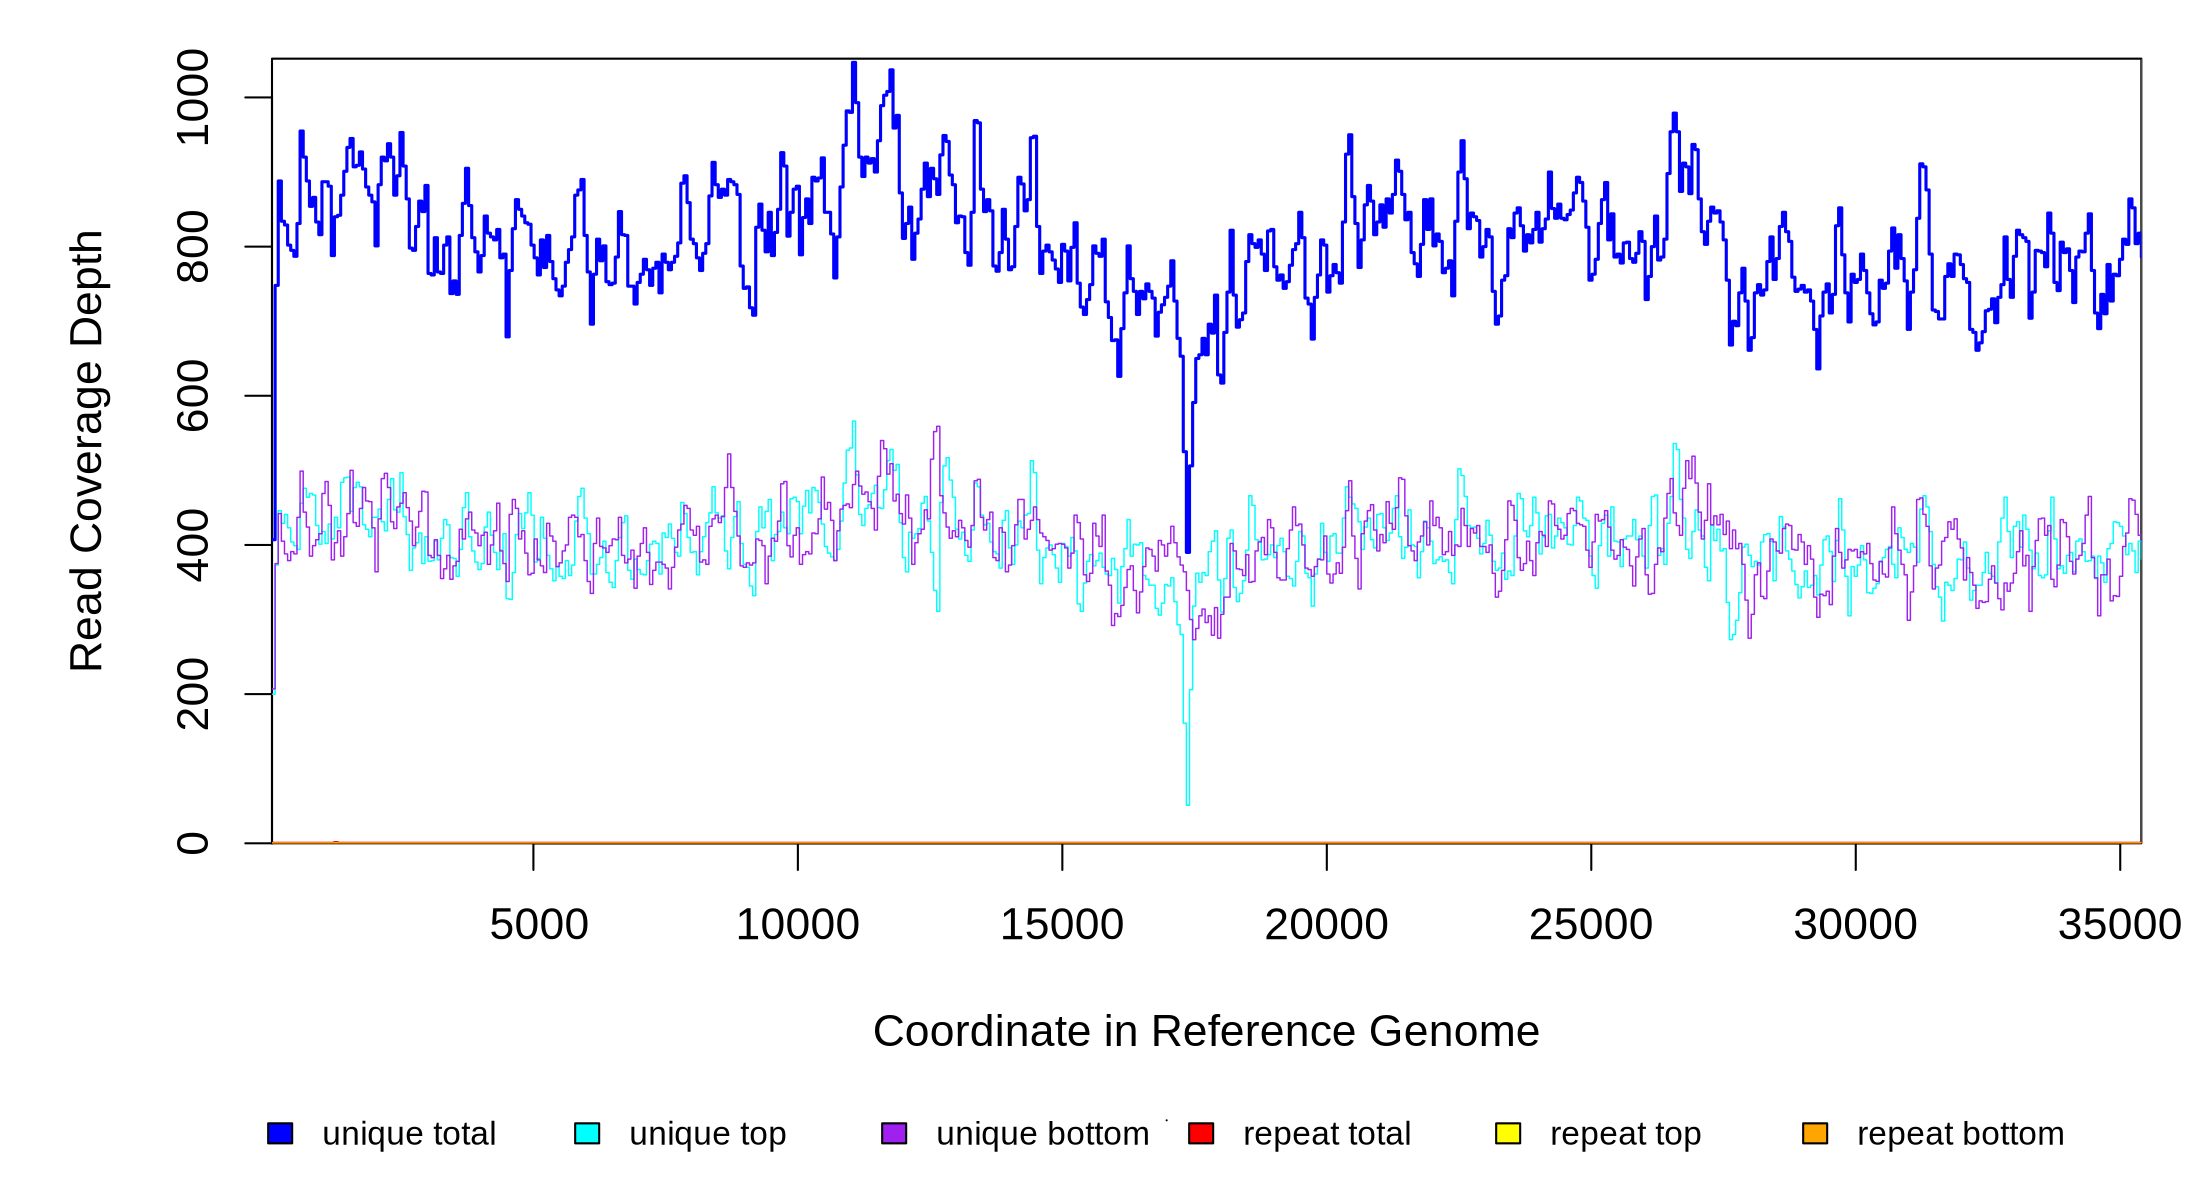 1000
800
600
400
200
0
Read Coverage Depth
5000 10000 15000 20000 25000 30000 35000
Coordinate in Reference Genome
unique total unique top unique bottom repeat total repeat top repeat bottom